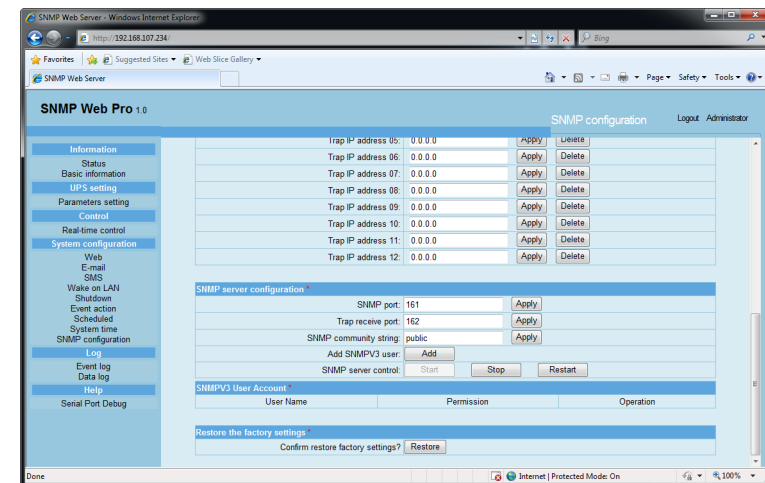 SNMP Web Server - Windows Internet Explorer
http://192.168.107.234/
Bing
Favorites Suggested Sites Web Slice Gallery
SNMP Web Server
Page Safety Tools
SNMP Web Pro 1.0
SNMP configuration Logout Administrator
Information
Status
Basic information
UPS setting
Parameters setting
Control
Real-time control
System configuration
Web
E-mail
SMS
Wake on LAN
Shutdown
Event action
Scheduled
System time
SNMP configuration
Log
Event log
Data log
Help
Serial Port Debug
Trap IP address 05: 0.0.0.0 Apply Delete
Trap IP address 06: 0.0.0.0 Apply Delete
Trap IP address 07: 0.0.0.0 Apply Delete
Trap IP address 08: 0.0.0.0 Apply Delete
Trap IP address 09: 0.0.0.0 Apply Delete
Trap IP address 10: 0.0.0.0 Apply Delete
Trap IP address 11: 0.0.0.0 Apply Delete
Trap IP address 12: 0.0.0.0 Apply Delete
SNMP server configuration *
SNMP port: 161 Apply
Trap receive port: 162 Apply
SNMP community string: public Apply
Add SNMPV3 user: Add
SNMP server control: Start Stop Restart
SNMPV3 User Account *
User Name Permission Operation
Restore the factory settings *
Confirm restore factory settings? Restore
Done Internet | Protected Mode: On 100%